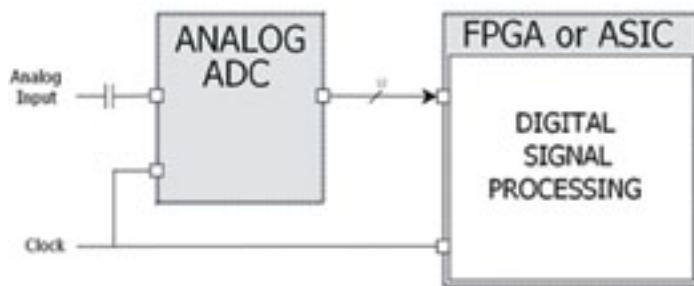 ANALOG
ADC
FPGA or ASIC
Analog
Input
DIGITAL
SIGNAL
PROCESSING
Clock